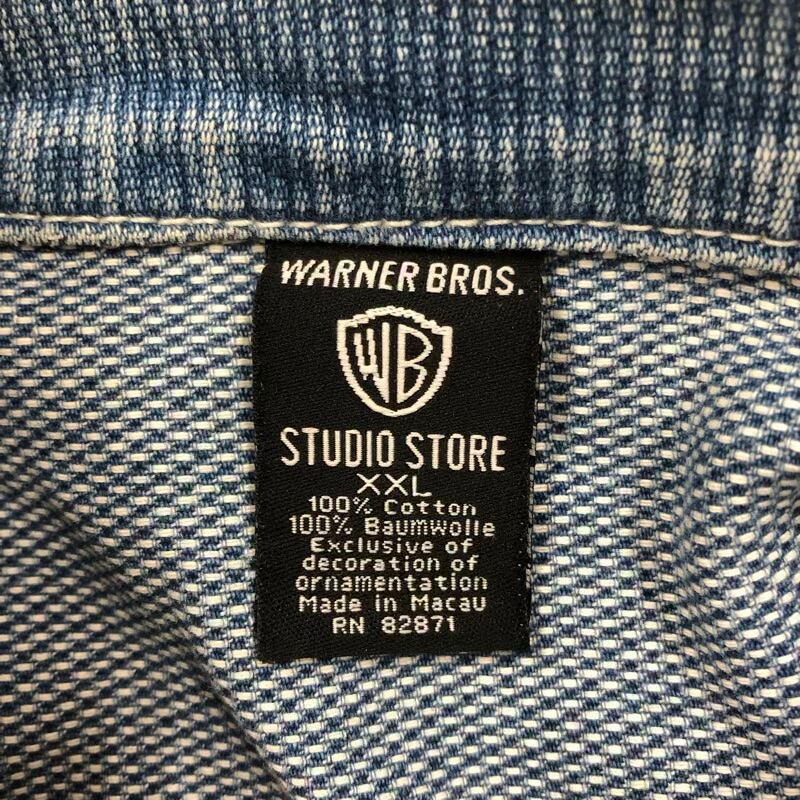 WARNER BROS.
WB
STUDIO STORE
XXL
100% Cotton
100% Baumwolle
Exclusive of
decoration of
ornamentation
Made in Macau
RN 82871